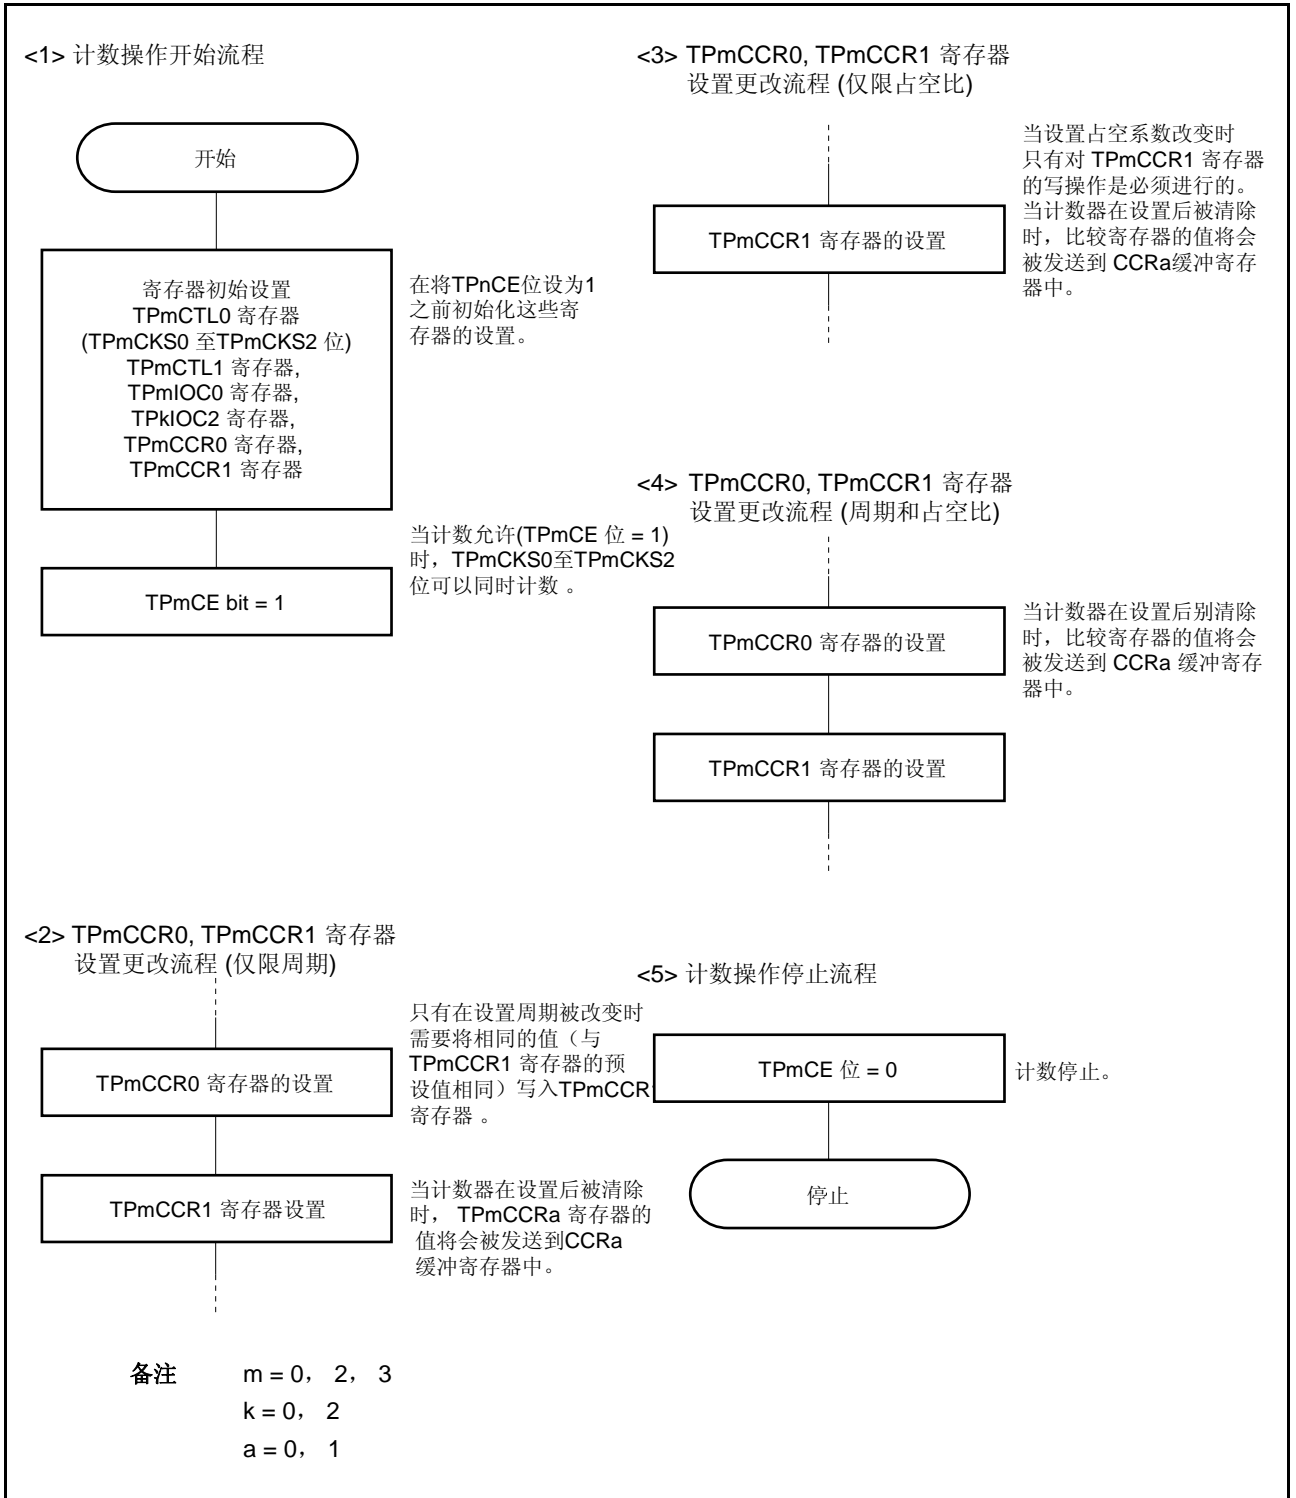 <1> 计数操作开始流程
开始
寄存器初始设置
TPmCTL0 寄存器
(TPmCKS0 至TPmCKS2 位)
TPmCTL1 寄存器,
TPmIOC0 寄存器,
TPkIOC2 寄存器,
TPmCCR0 寄存器,
TPmCCR1 寄存器
在将TPnCE位设为1
之前初始化这些寄
存器的设置。
TPmCE bit = 1
当计数允许(TPmCE 位 = 1)
时，TPmCKS0至TPmCKS2
位可以同时计数 。
<2> TPmCCR0, TPmCCR1 寄存器
设置更改流程 (仅限周期)
TPmCCR0 寄存器的设置
只有在设置周期被改变时
需要将相同的值（与
TPmCCR1 寄存器的预
设值相同）写入TPmCCR
寄存器 。
TPmCCR1 寄存器设置
当计数器在设置后被清除
时， TPmCCRa 寄存器的
值将会被发送到CCRa
缓冲寄存器中。
<3> TPmCCR0, TPmCCR1 寄存器
设置更改流程 (仅限占空比)
TPmCCR1 寄存器的设置
当设置占空系数改变时
只有对 TPmCCR1 寄存器
的写操作是必须进行的。
当计数器在设置后被清除
时，比较寄存器的值将会
被发送到 CCRa缓冲寄存
器中。
<4> TPmCCR0, TPmCCR1 寄存器
设置更改流程 (周期和占空比)
TPmCCR0 寄存器的设置
当计数器在设置后别清除
时，比较寄存器的值将会
被发送到 CCRa 缓冲寄存
器中。
TPmCCR1 寄存器的设置
<5> 计数操作停止流程
TPmCE 位 = 0
计数停止。
停止
备注 m = 0， 2， 3
k = 0， 2
a = 0， 1